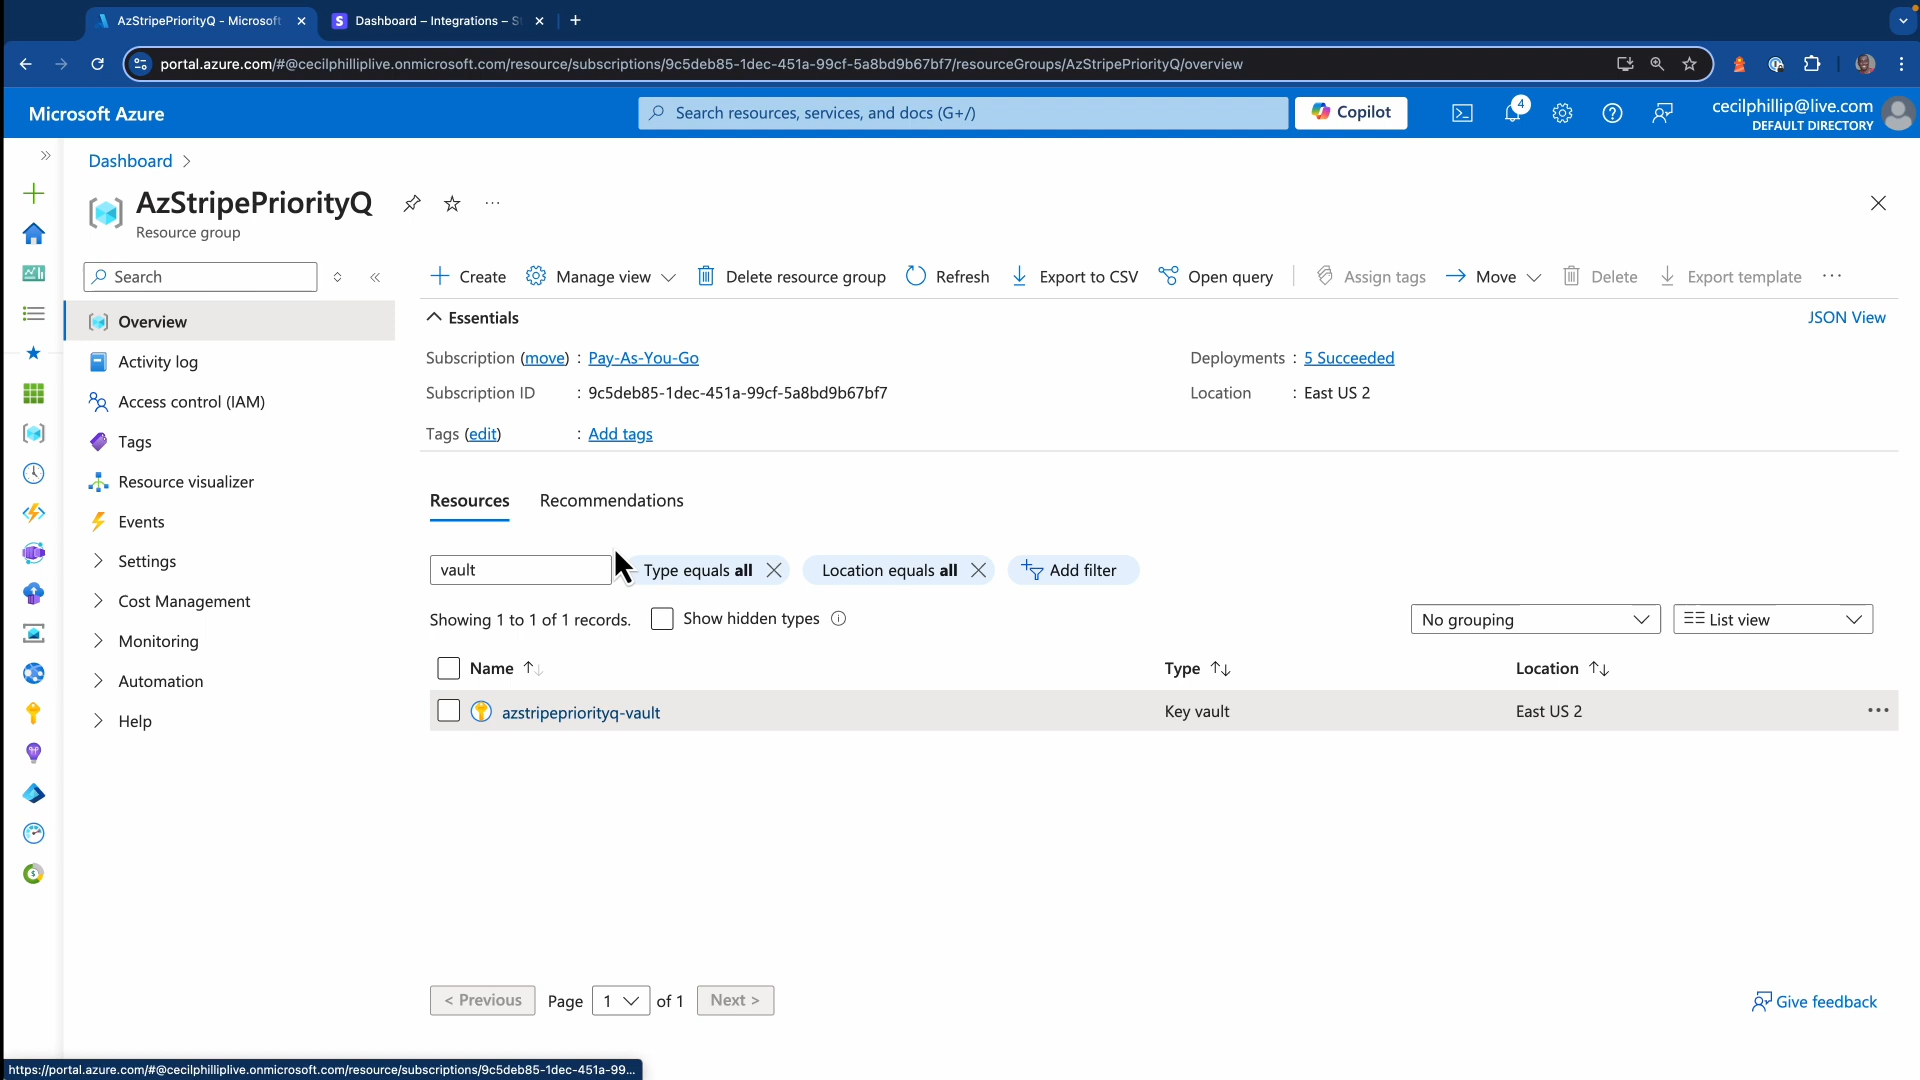 AzStripePriorityQ - Microsoft
Dashboard – Integrations –
portal.azure.com/#@cecilphilliplive.onmicrosoft.com/resource/subscriptions/9c5deb85-1dec-451a-99cf-5a8bd9b67bf7/resourceGroups/AzStripePriorityQ/overview
Microsoft Azure
Search resources, services, and docs (G+/)
Copilot
4
cecilphillip@live.com
DEFAULT DIRECTORY
Dashboard >
AzStripePriorityQ
Resource group
Search
Create
Manage view
Delete resource group
Refresh
Export to CSV
Open query
Assign tags
Move
Delete
Export template
Overview
Activity log
Access control (IAM)
Tags
Resource visualizer
Events
Settings
Cost Management
Monitoring
Automation
Help
Essentials
JSON View
Subscription (move) : Pay-As-You-Go
Deployments : 5 Succeeded
Subscription ID : 9c5deb85-1dec-451a-99cf-5a8bd9b67bf7
Location : East US 2
Tags (edit) : Add tags
Resources
Recommendations
vault
Type equals all
Location equals all
Add filter
Showing 1 to 1 of 1 records.
Show hidden types
No grouping
List view
Name
Type
Location
azstripepriorityq-vault
Key vault
East US 2
< Previous
Page 1 of 1
Next >
Give feedback
https://portal.azure.com/#@cecilphilliplive.onmicrosoft.com/resource/subscriptions/9c5deb85-1dec-451a-99...